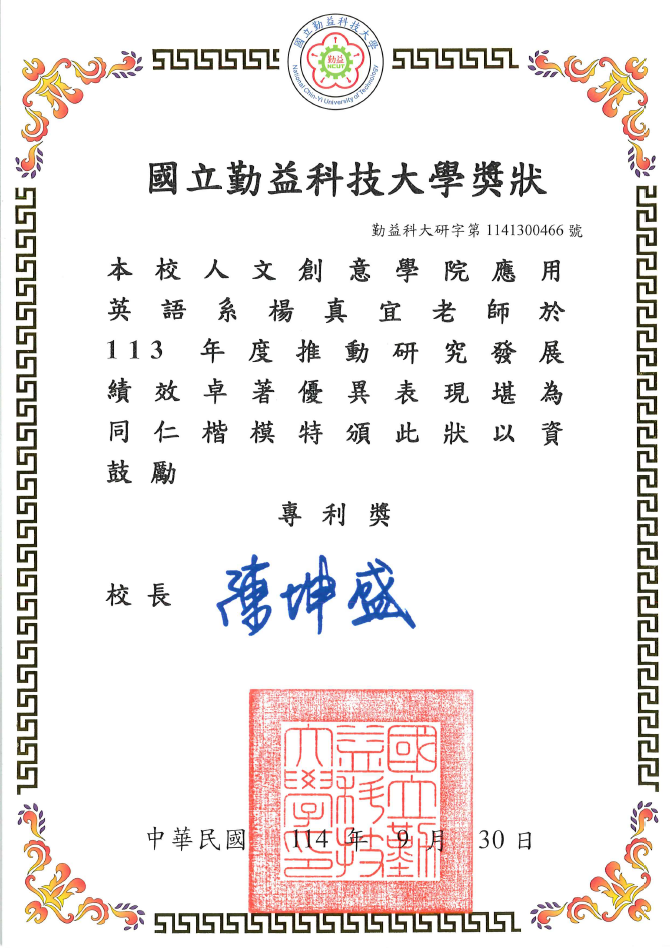 國立勤益科技大學
勤益
NCUT
National Chin-Yi University of Technology
國立勤益科技大學獎狀
勤益科大研字第 1141300466 號
本校人文創意學院應用
英語系楊真宜老師於
113 年度推動研究發展
績效卓著優異表現堪為
同仁楷模特頒此狀以資
鼓勵
專利獎
校長 陳坤盛
國立勤益科技大學印
中華民國 114 年 9 月 30 日